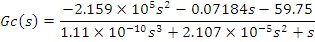 Gc(s) = \frac{-2.159 × 10^5 s^2 − 0.07184s − 59.75}{1.11 × 10^{-10} s^3 + 2.107 × 10^{-5} s^2 + s}